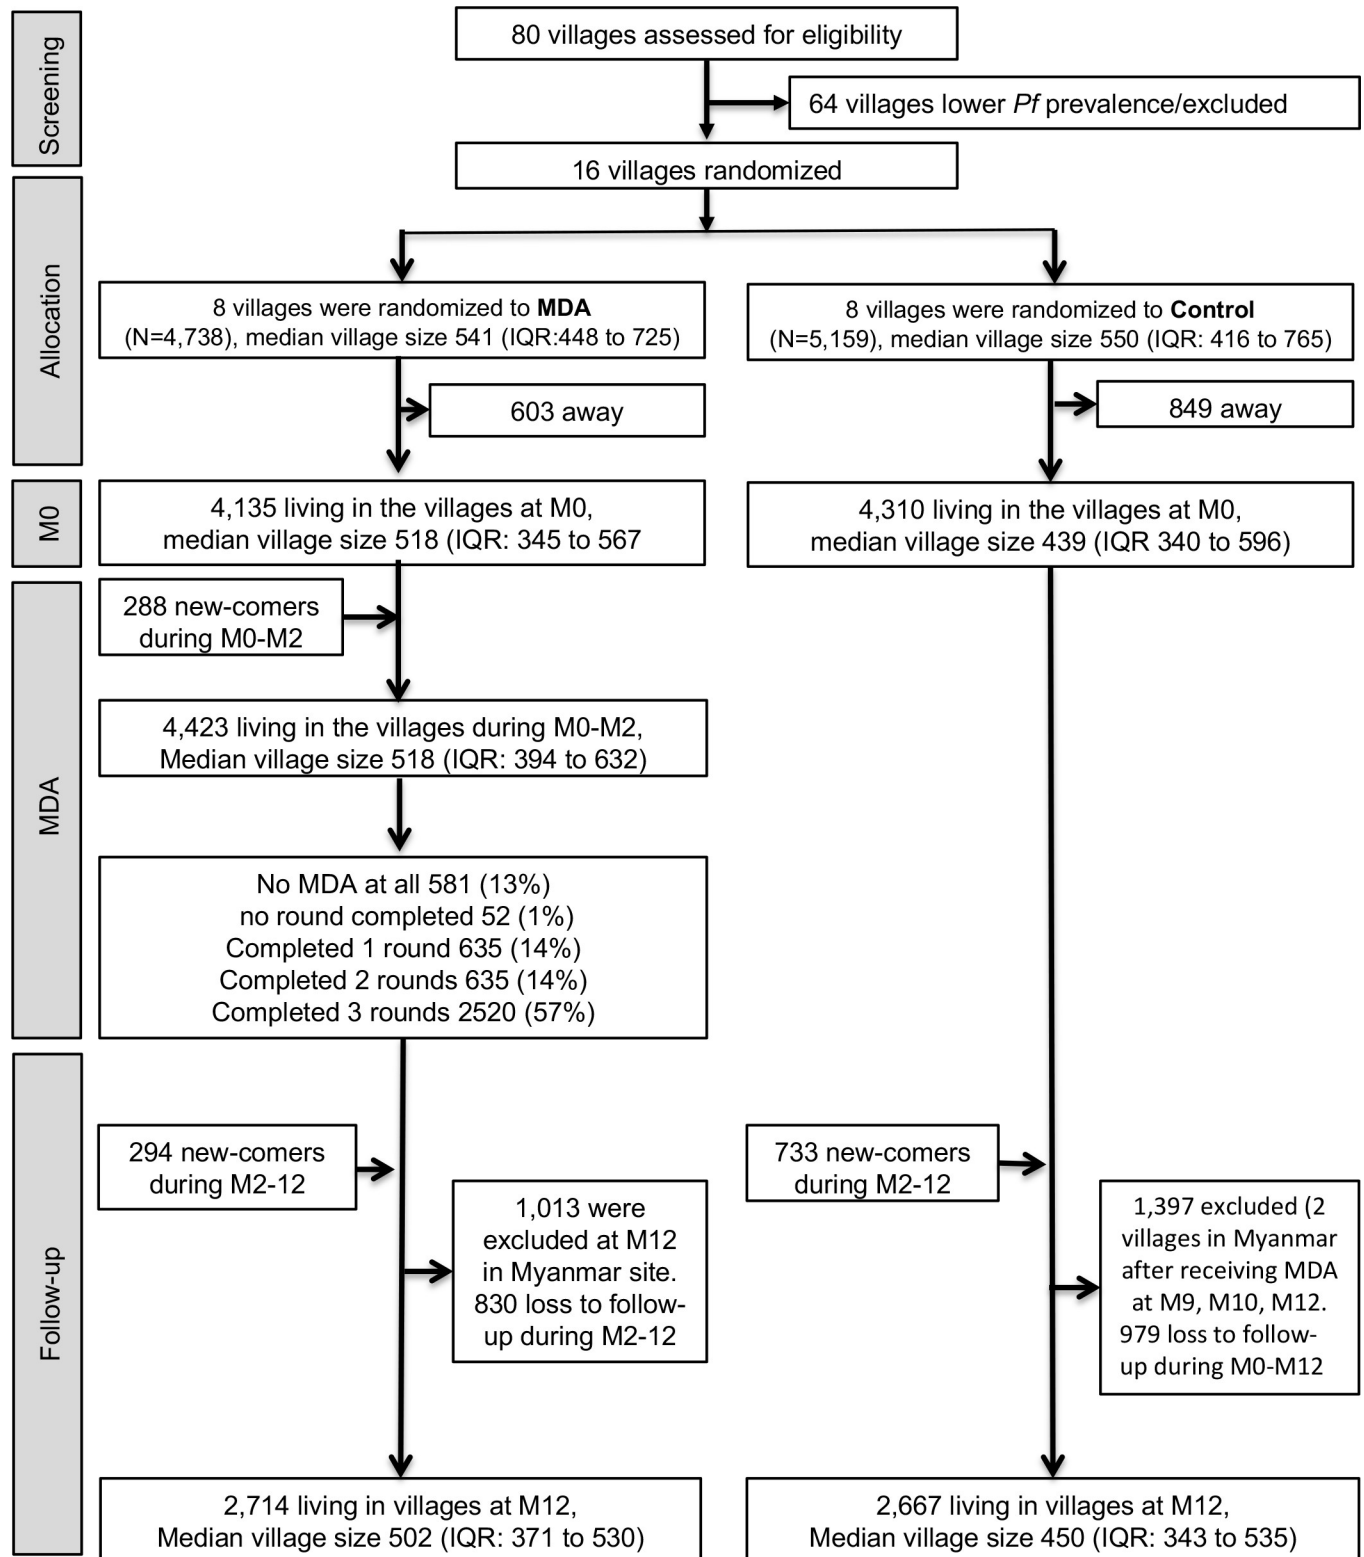 Screening
80 villages assessed for eligibility
64 villages lower Pf prevalence/excluded
16 villages randomized
Allocation
8 villages were randomized to MDA
(N=4,738), median village size 541 (IQR:448 to 725)
8 villages were randomized to Control
(N=5,159), median village size 550 (IQR: 416 to 765)
603 away
849 away
M0
4,135 living in the villages at M0,
median village size 518 (IQR: 345 to 567
4,310 living in the villages at M0,
median village size 439 (IQR 340 to 596)
MDA
288 new-comers
during M0-M2
4,423 living in the villages during M0-M2,
Median village size 518 (IQR: 394 to 632)
No MDA at all 581 (13%)
no round completed 52 (1%)
Completed 1 round 635 (14%)
Completed 2 rounds 635 (14%)
Completed 3 rounds 2520 (57%)
Follow-up
294 new-comers
during M2-12
733 new-comers
during M2-12
1,013 were
excluded at M12
in Myanmar site.
830 loss to follow-
up during M2-12
1,397 excluded (2
villages in Myanmar
after receiving MDA
at M9, M10, M12.
979 loss to follow-
up during M0-M12
2,714 living in villages at M12,
Median village size 502 (IQR: 371 to 530)
2,667 living in villages at M12,
Median village size 450 (IQR: 343 to 535)